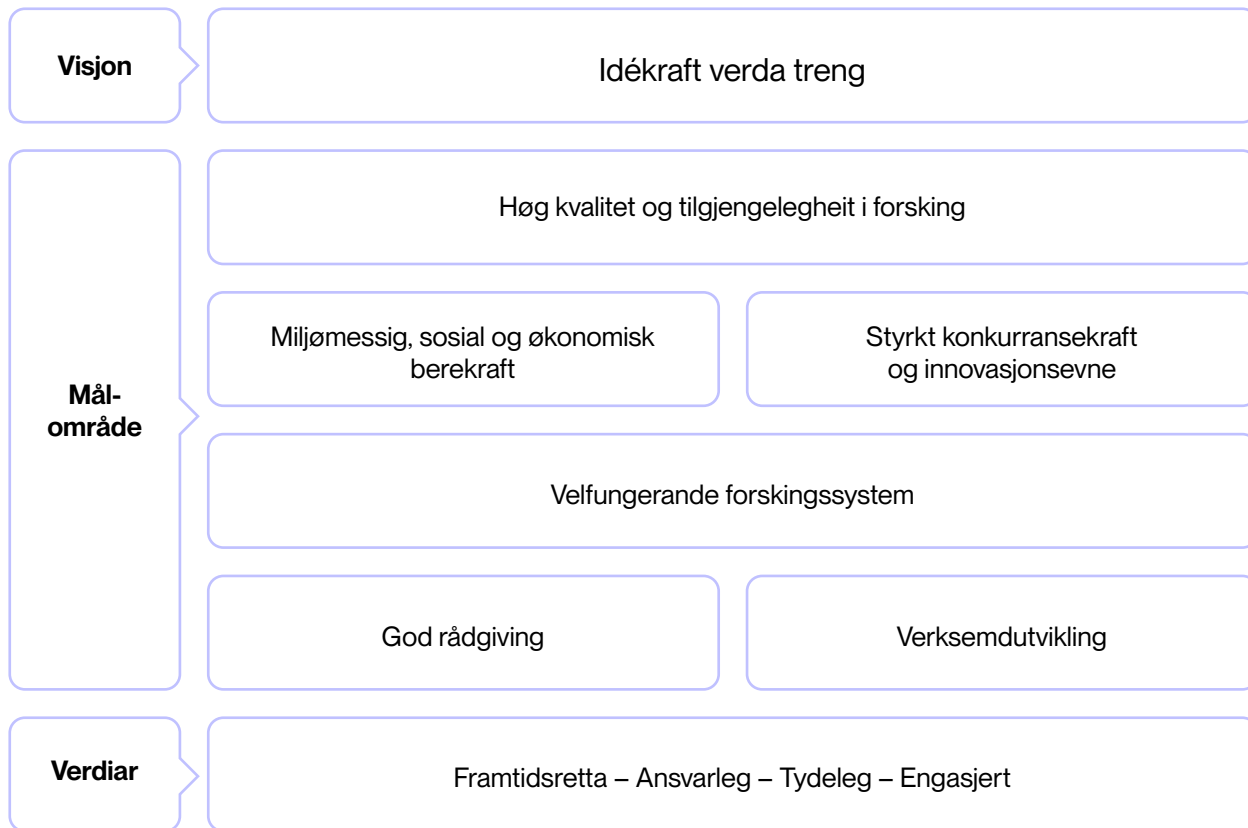 Visjon
Idékraft verda treng
Høg kvalitet og tilgjengelegheit i forsking
Mål-
område
Miljømessig, sosial og økonomisk
berekraft
Styrkt konkurransekraft
og innovasjonsevne
Velfungerande forskingssystem
God rådgiving
Verksemdutvikling
Verdiar
Framtidsretta – Ansvarleg – Tydeleg – Engasjert